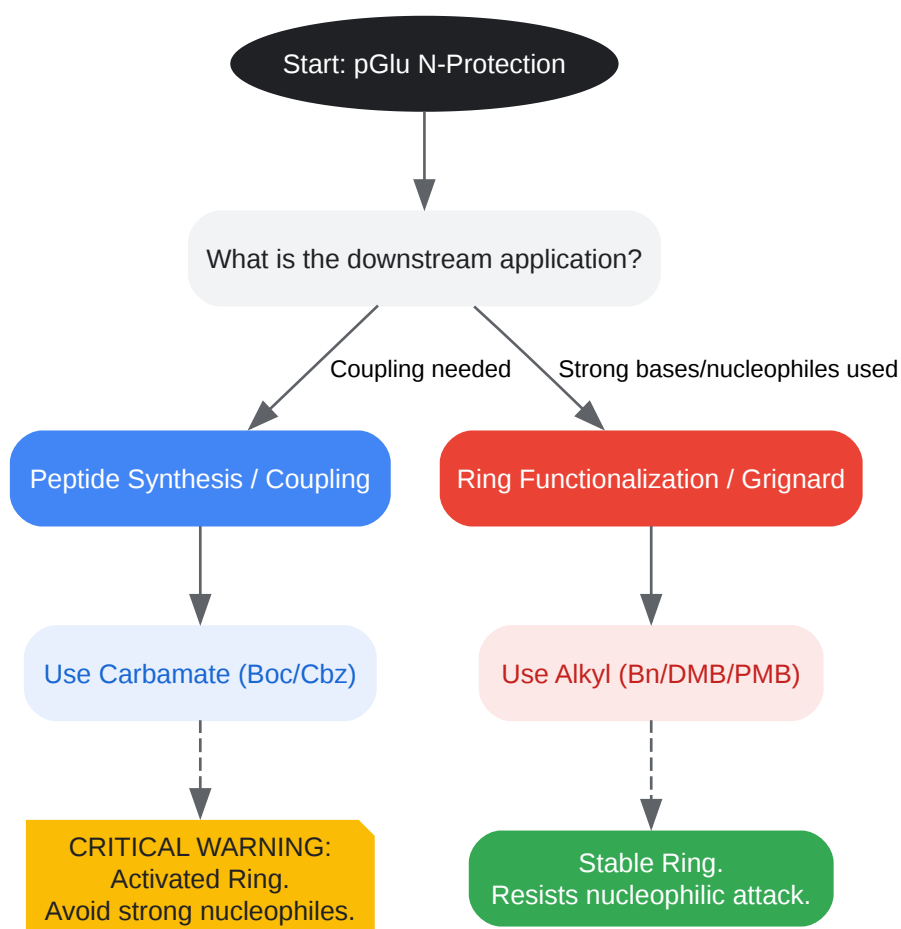 Start: pGlu N-Protection
What is the downstream application?
Coupling needed
Strong bases/nucleophiles used
Peptide Synthesis / Coupling
Ring Functionalization / Grignard
Use Carbamate (Boc/Cbz)
Use Alkyl (Bn/DMB/PMB)
CRITICAL WARNING:
Activated Ring.
Avoid strong nucleophiles.
Stable Ring.
Resists nucleophilic attack.